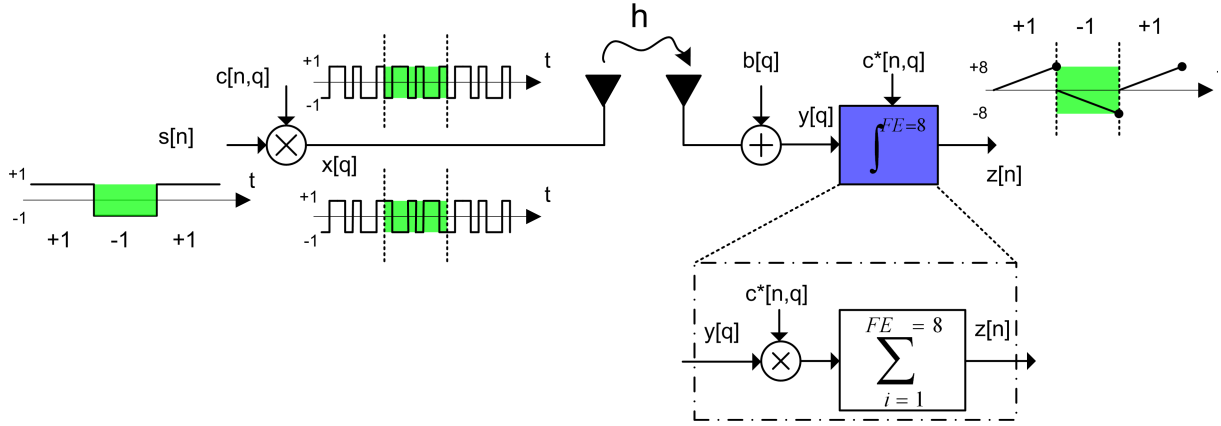 h
+1 -1 +1
c[n,q]
+1
-1
t
b[q]
c*[n,q]
+8
-8
s[n]
x[q]
y[q]
∫ FE=8
z[n]
+1
-1
t
+1 -1 +1
+1
-1
t
c*[n,q]
y[q]
FE = 8
∑
i = 1
z[n]